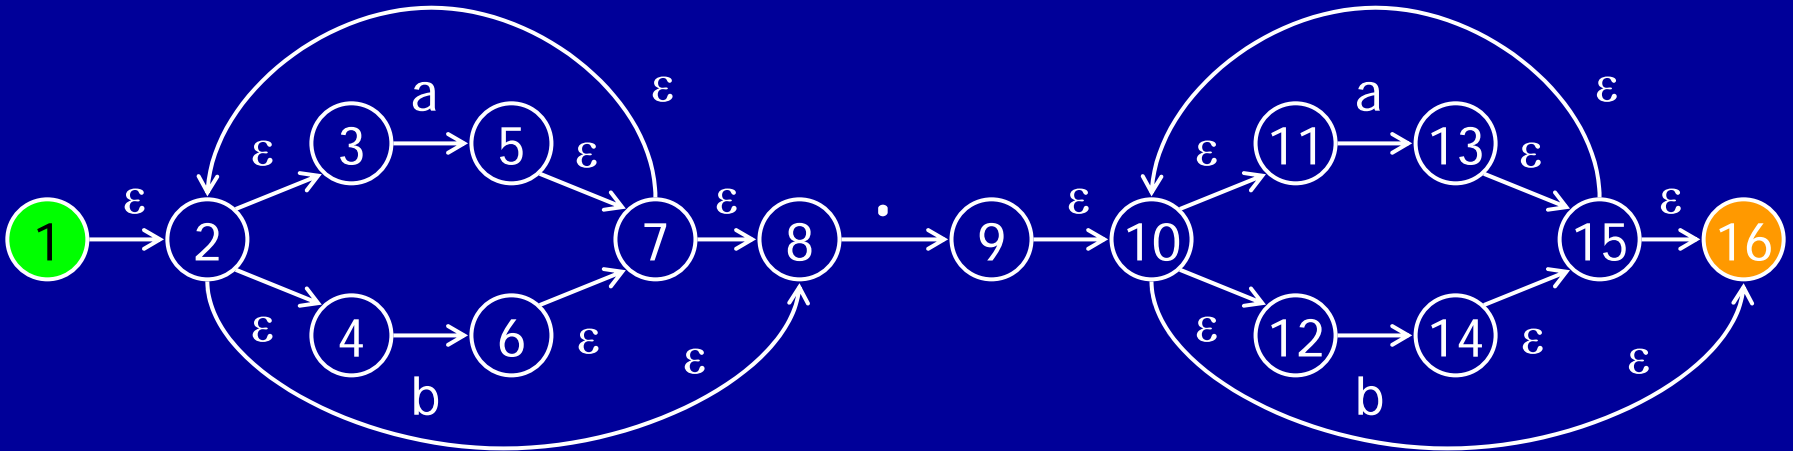 ε ε
a a
ε 3 5 ε ε 11 13 ε
1 ε 2 7 ε 8 . 9 ε 10 15 ε 16
ε 4 6 ε ε ε 12 14 ε ε
b b